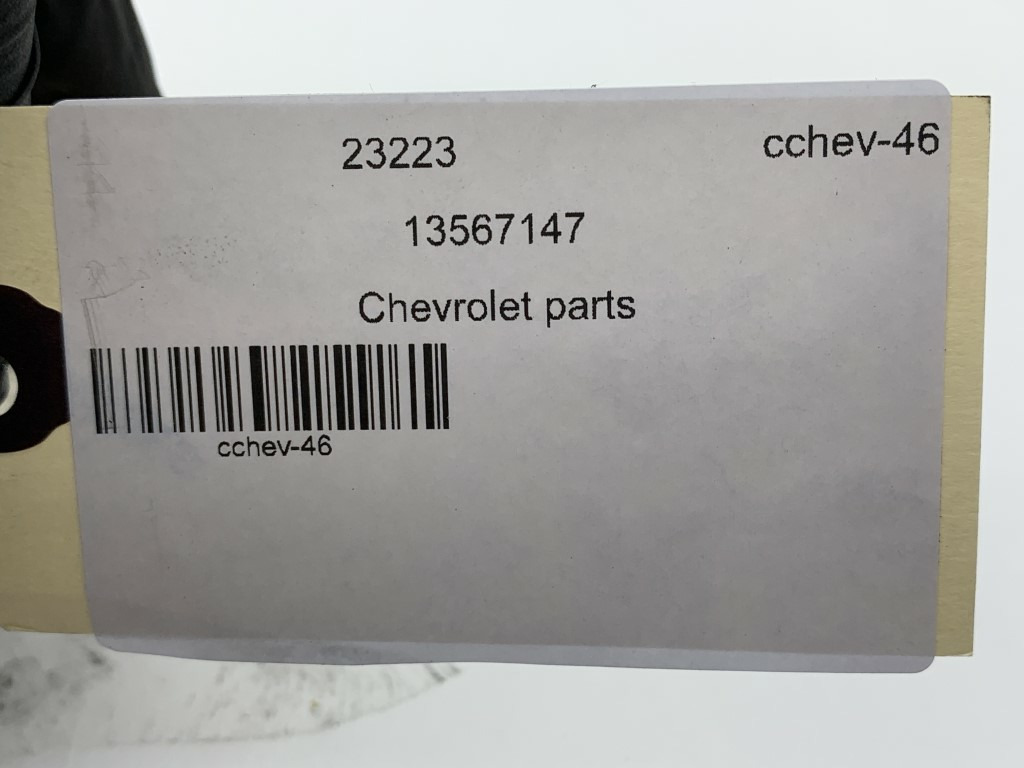 23223 cchev-46
13567147
Chevrolet parts
cchev-46